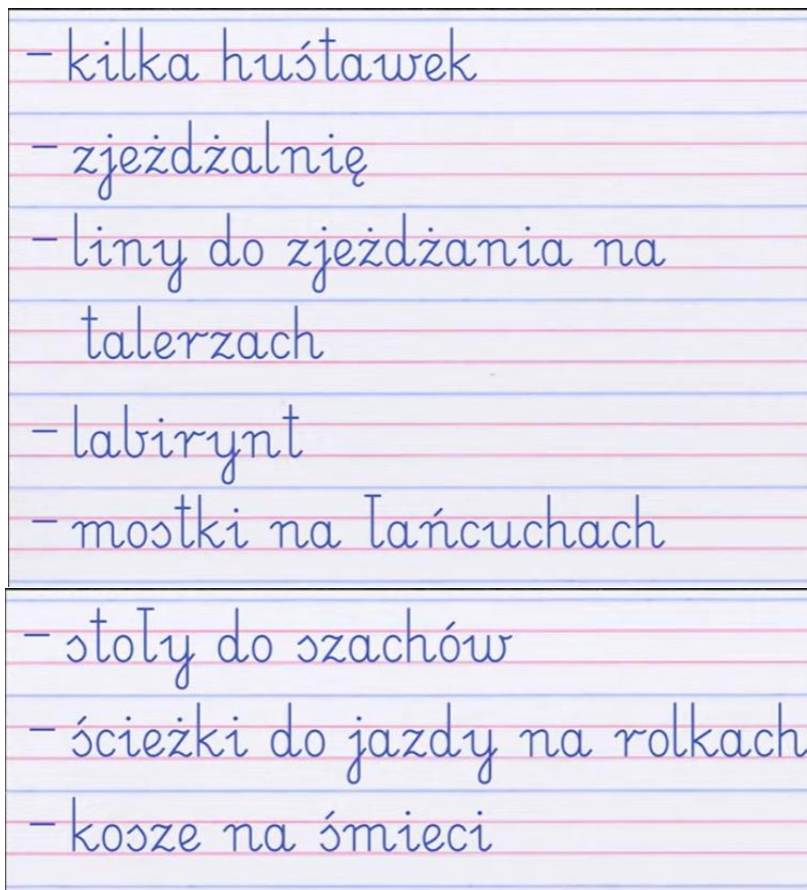 - kilka huśtawek
- zjeżdżalnię
- liny do zjeżdżania na
talerzach
- labirynt
- mostki na łańcuchach
- stoły do szachów
- ścieżki do jazdy na rolkach
- kosze na śmieci